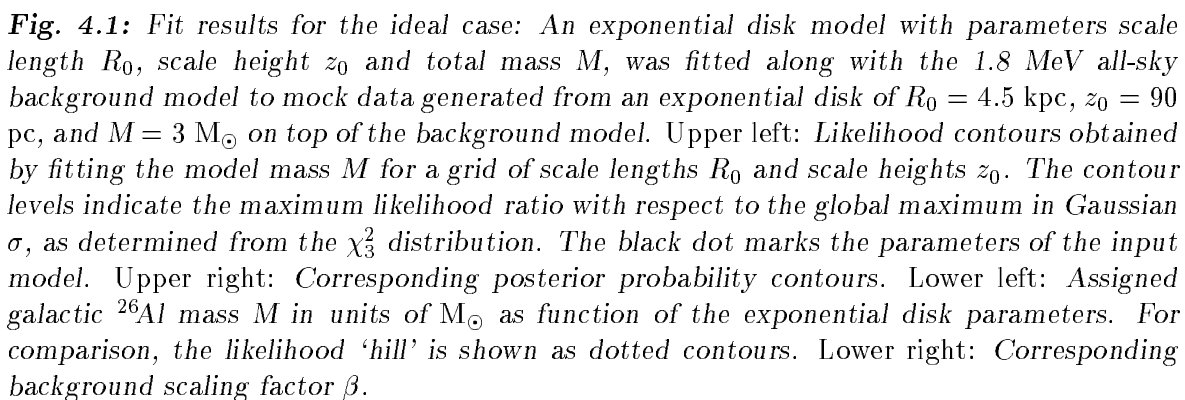 Fig. 4.1: Fit results for the ideal case: An exponential disk model with parameters scale
length R₀, scale height z₀ and total mass M, was fitted along with the 1.8 MeV all-sky
background model to mock data generated from an exponential disk of R₀ = 4.5 kpc, z₀ = 90
pc, and M = 3 M⊙ on top of the background model. Upper left: Likelihood contours obtained
by fitting the model mass M for a grid of scale lengths R₀ and scale heights z₀. The contour
levels indicate the maximum likelihood ratio with respect to the global maximum in Gaussian
σ, as determined from the χ²₃ distribution. The black dot marks the parameters of the input
model. Upper right: Corresponding posterior probability contours. Lower left: Assigned
galactic ²⁶Al mass M in units of M⊙ as function of the exponential disk parameters. For
comparison, the likelihood ‘hill’ is shown as dotted contours. Lower right: Corresponding
background scaling factor β.